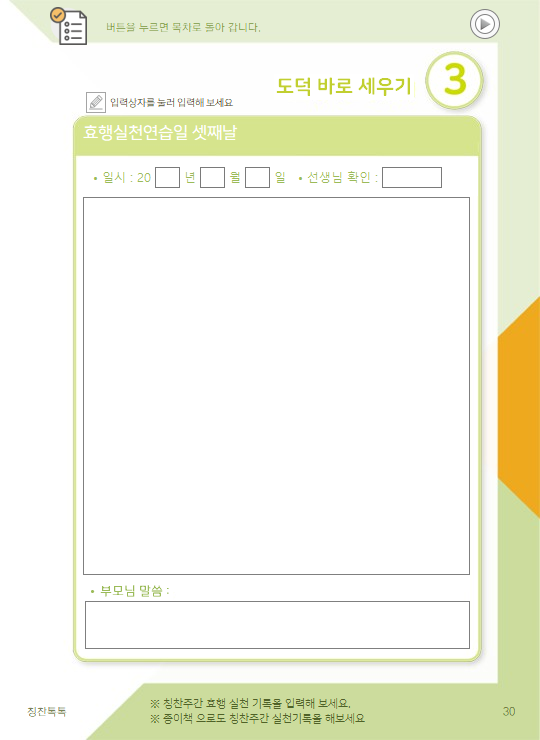 버튼을 누르면 목차로 돌아 갑니다.
도덕 바로 세우기
3
입력상자를 눌러 입력해 보세요
효행실천연습일 셋째날
• 일시 : 20 년 월 일 • 선생님 확인 :
• 부모님 말씀 :
※ 칭찬주간 효행 실천 기록을 입력해 보세요.
※ 종이책 으로도 칭찬주간 실천기록을 해보세요
칭찬톡톡
30